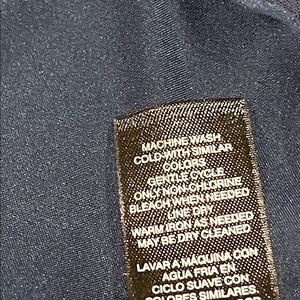 MACHINE WASH
COLD-WITH SIMILAR
COLORS
GENTLE CYCLE
ONLY NON-CHLORINE
BLEACH WHEN NEEDED
LINE DRY
WARM IRON AS NEEDED
MAY BE DRY CLEANED
LAVAR A MAQUINA CON
AGUA FRIA EN
CICLO SUAVE CON
COLORES SIMILARES.